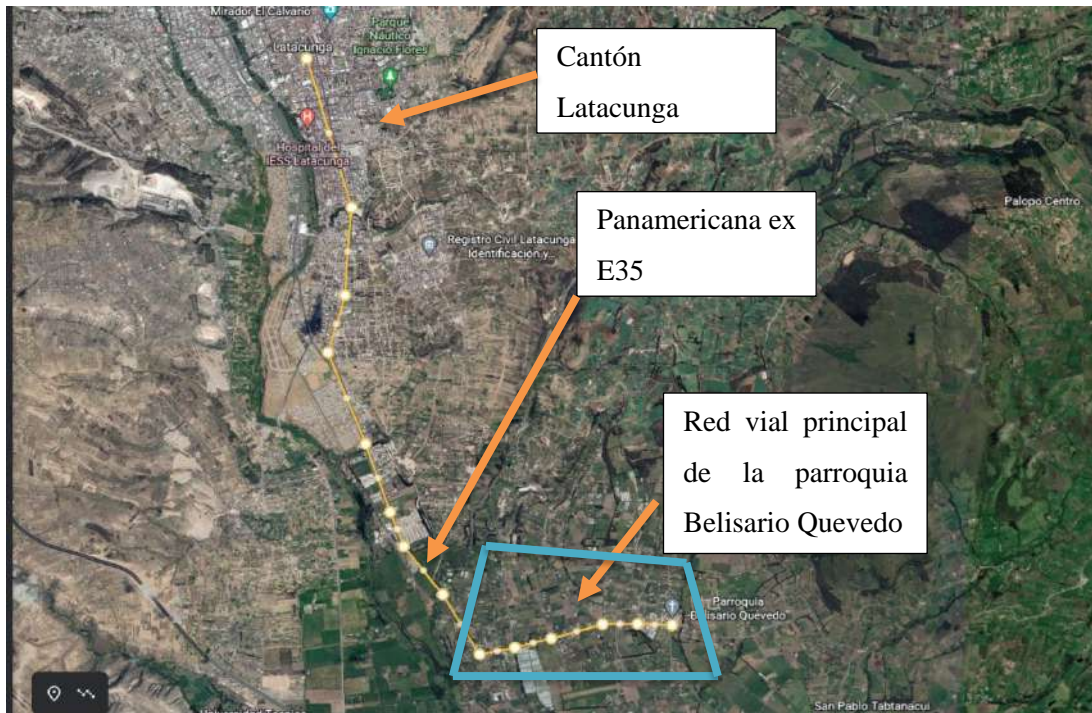 Mirador El Calvario
Parque
Náutico
Ignacio Flores
Latacunga
Cantón
Latacunga
H
Hospital del
IESS Latacunga
Palopo Centro
Panamericana ex
E35
Registro Civil Latacunga
Identificación y...
Red vial principal
de la parroquia
Belisario Quevedo
Parroquia
Belisario Quevedo
San Pablo Tabtanacui